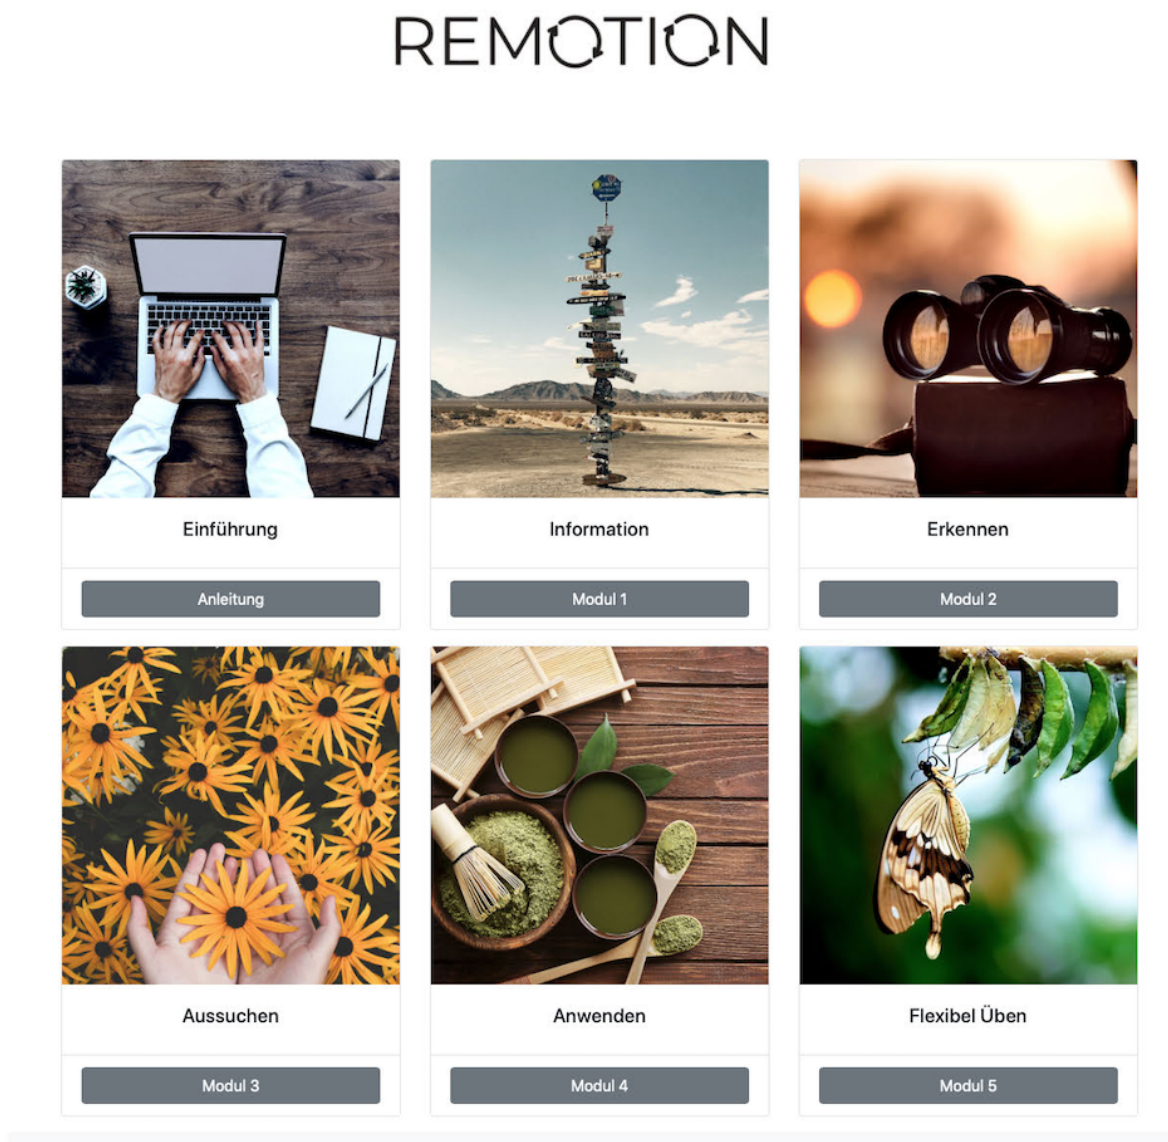 REMOTION
Einführung
Information
Erkennen
Anleitung
Modul 1
Modul 2
Aussuchen
Anwenden
Flexibel Üben
Modul 3
Modul 4
Modul 5